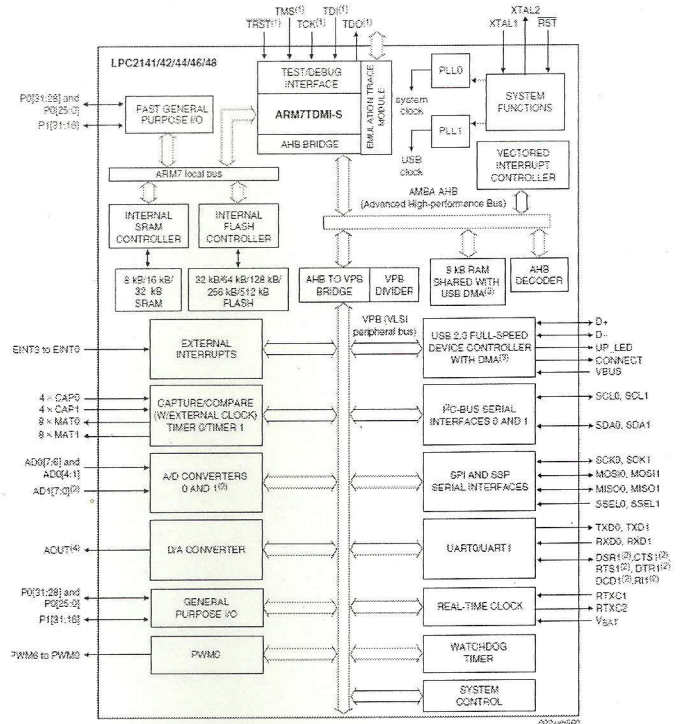 TMS(1)
TDI(1)
TRST(1)
TCK(1)
TDO(1)
XTAL2
XTAL1
RST
LPC2141/42/44/46/48
TEST/DEBUG
INTERFACE
ARM7TDMI-S
AHB BRIDGE
EMULATION TRACE
MODULE
PLL0
system
clock
PLL1
USB
clock
SYSTEM
FUNCTIONS
VECTORED
INTERRUPT
CONTROLLER
P0[31:28] and
P0[25:0]
P1[31:16]
FAST GENERAL
PURPOSE I/O
ARM7 local bus
AMBA AHB
(Advanced High-performance Bus)
INTERNAL
SRAM
CONTROLLER
INTERNAL
FLASH
CONTROLLER
8 kB/16 kB/
32 kB
SRAM
32 kB/64 kB/128 kB/
256 kB/512 kB
FLASH
AHB TO VPB
BRIDGE
VPB
DIVIDER
8 kB RAM
SHARED WITH
USB DMA(3)
AHB
DECODER
VPB (VLSI
peripheral bus)
EINT3 to EINT0
EXTERNAL
INTERRUPTS
USB 2.0 FULL-SPEED
DEVICE CONTROLLER
WITH DMA(3)
D+
D-
UP_LED
CONNECT
VBUS
4 × CAP0
4 × CAP1
8 × MAT0
8 × MAT1
CAPTURE/COMPARE
(W/EXTERNAL CLOCK)
TIMER 0/TIMER 1
I²C-BUS SERIAL
INTERFACES 0 AND 1
SCL0, SCL1
SDA0, SDA1
AD0[7:6] and
AD0[4:1]
AD1[7:0](2)
A/D CONVERTERS
0 AND 1(2)
SPI AND SSP
SERIAL INTERFACES
SCK0, SCK1
MOSI0, MOSI1
MISO0, MISO1
SSEL0, SSEL1
AOUT(4)
D/A CONVERTER
UART0/UART1
TXD0, TXD1
RXD0, RXD1
DSR1(2),CTS1(2),
RTS1(2), DTR1(2)
DCD1(2),RI1(2)
P0[31:28] and
P0[25:0]
P1[31:16]
GENERAL
PURPOSE I/O
REAL-TIME CLOCK
RTXC1
RTXC2
VBAT
PWM6 to PWM0
PWM0
WATCHDOG
TIMER
SYSTEM
CONTROL